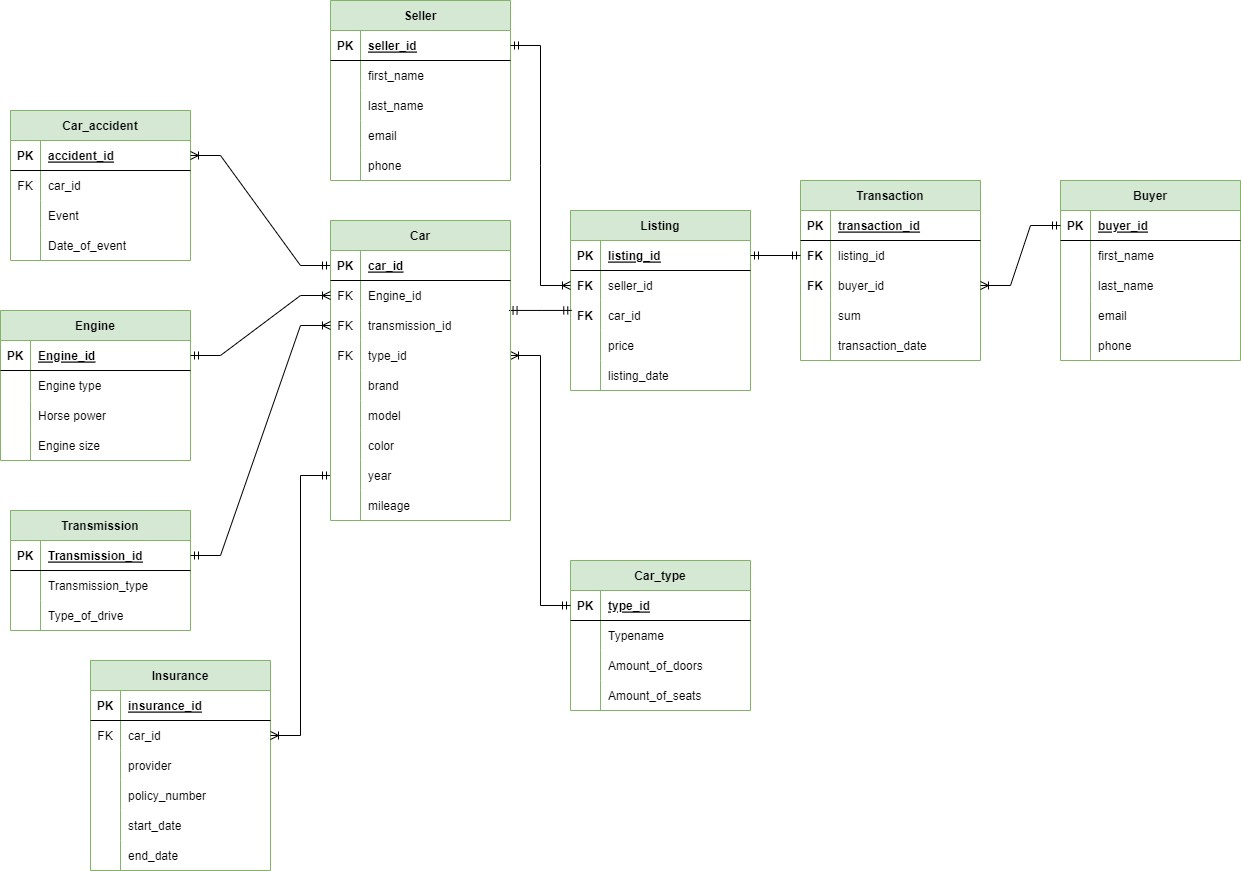 Seller
PK seller_id
first_name
last_name
email
phone
Car_accident
PK accident_id
FK car_id
Event
Date_of_event
Car
PK car_id
FK Engine_id
FK transmission_id
FK type_id
brand
model
color
year
mileage
Listing
PK listing_id
FK seller_id
FK car_id
price
listing_date
Transaction
PK transaction_id
FK listing_id
FK buyer_id
sum
transaction_date
Buyer
PK buyer_id
first_name
last_name
email
phone
Engine
PK Engine_id
Engine type
Horse power
Engine size
Transmission
PK Transmission_id
Transmission_type
Type_of_drive
Car_type
PK type_id
Typename
Amount_of_doors
Amount_of_seats
Insurance
PK insurance_id
FK car_id
provider
policy_number
start_date
end_date